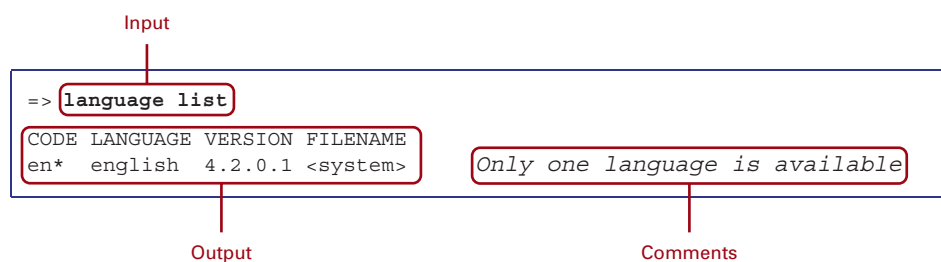 Input
=> language list
CODE LANGUAGE VERSION FILENAME
en* english 4.2.0.1 <system> Only one language is available
Output Comments